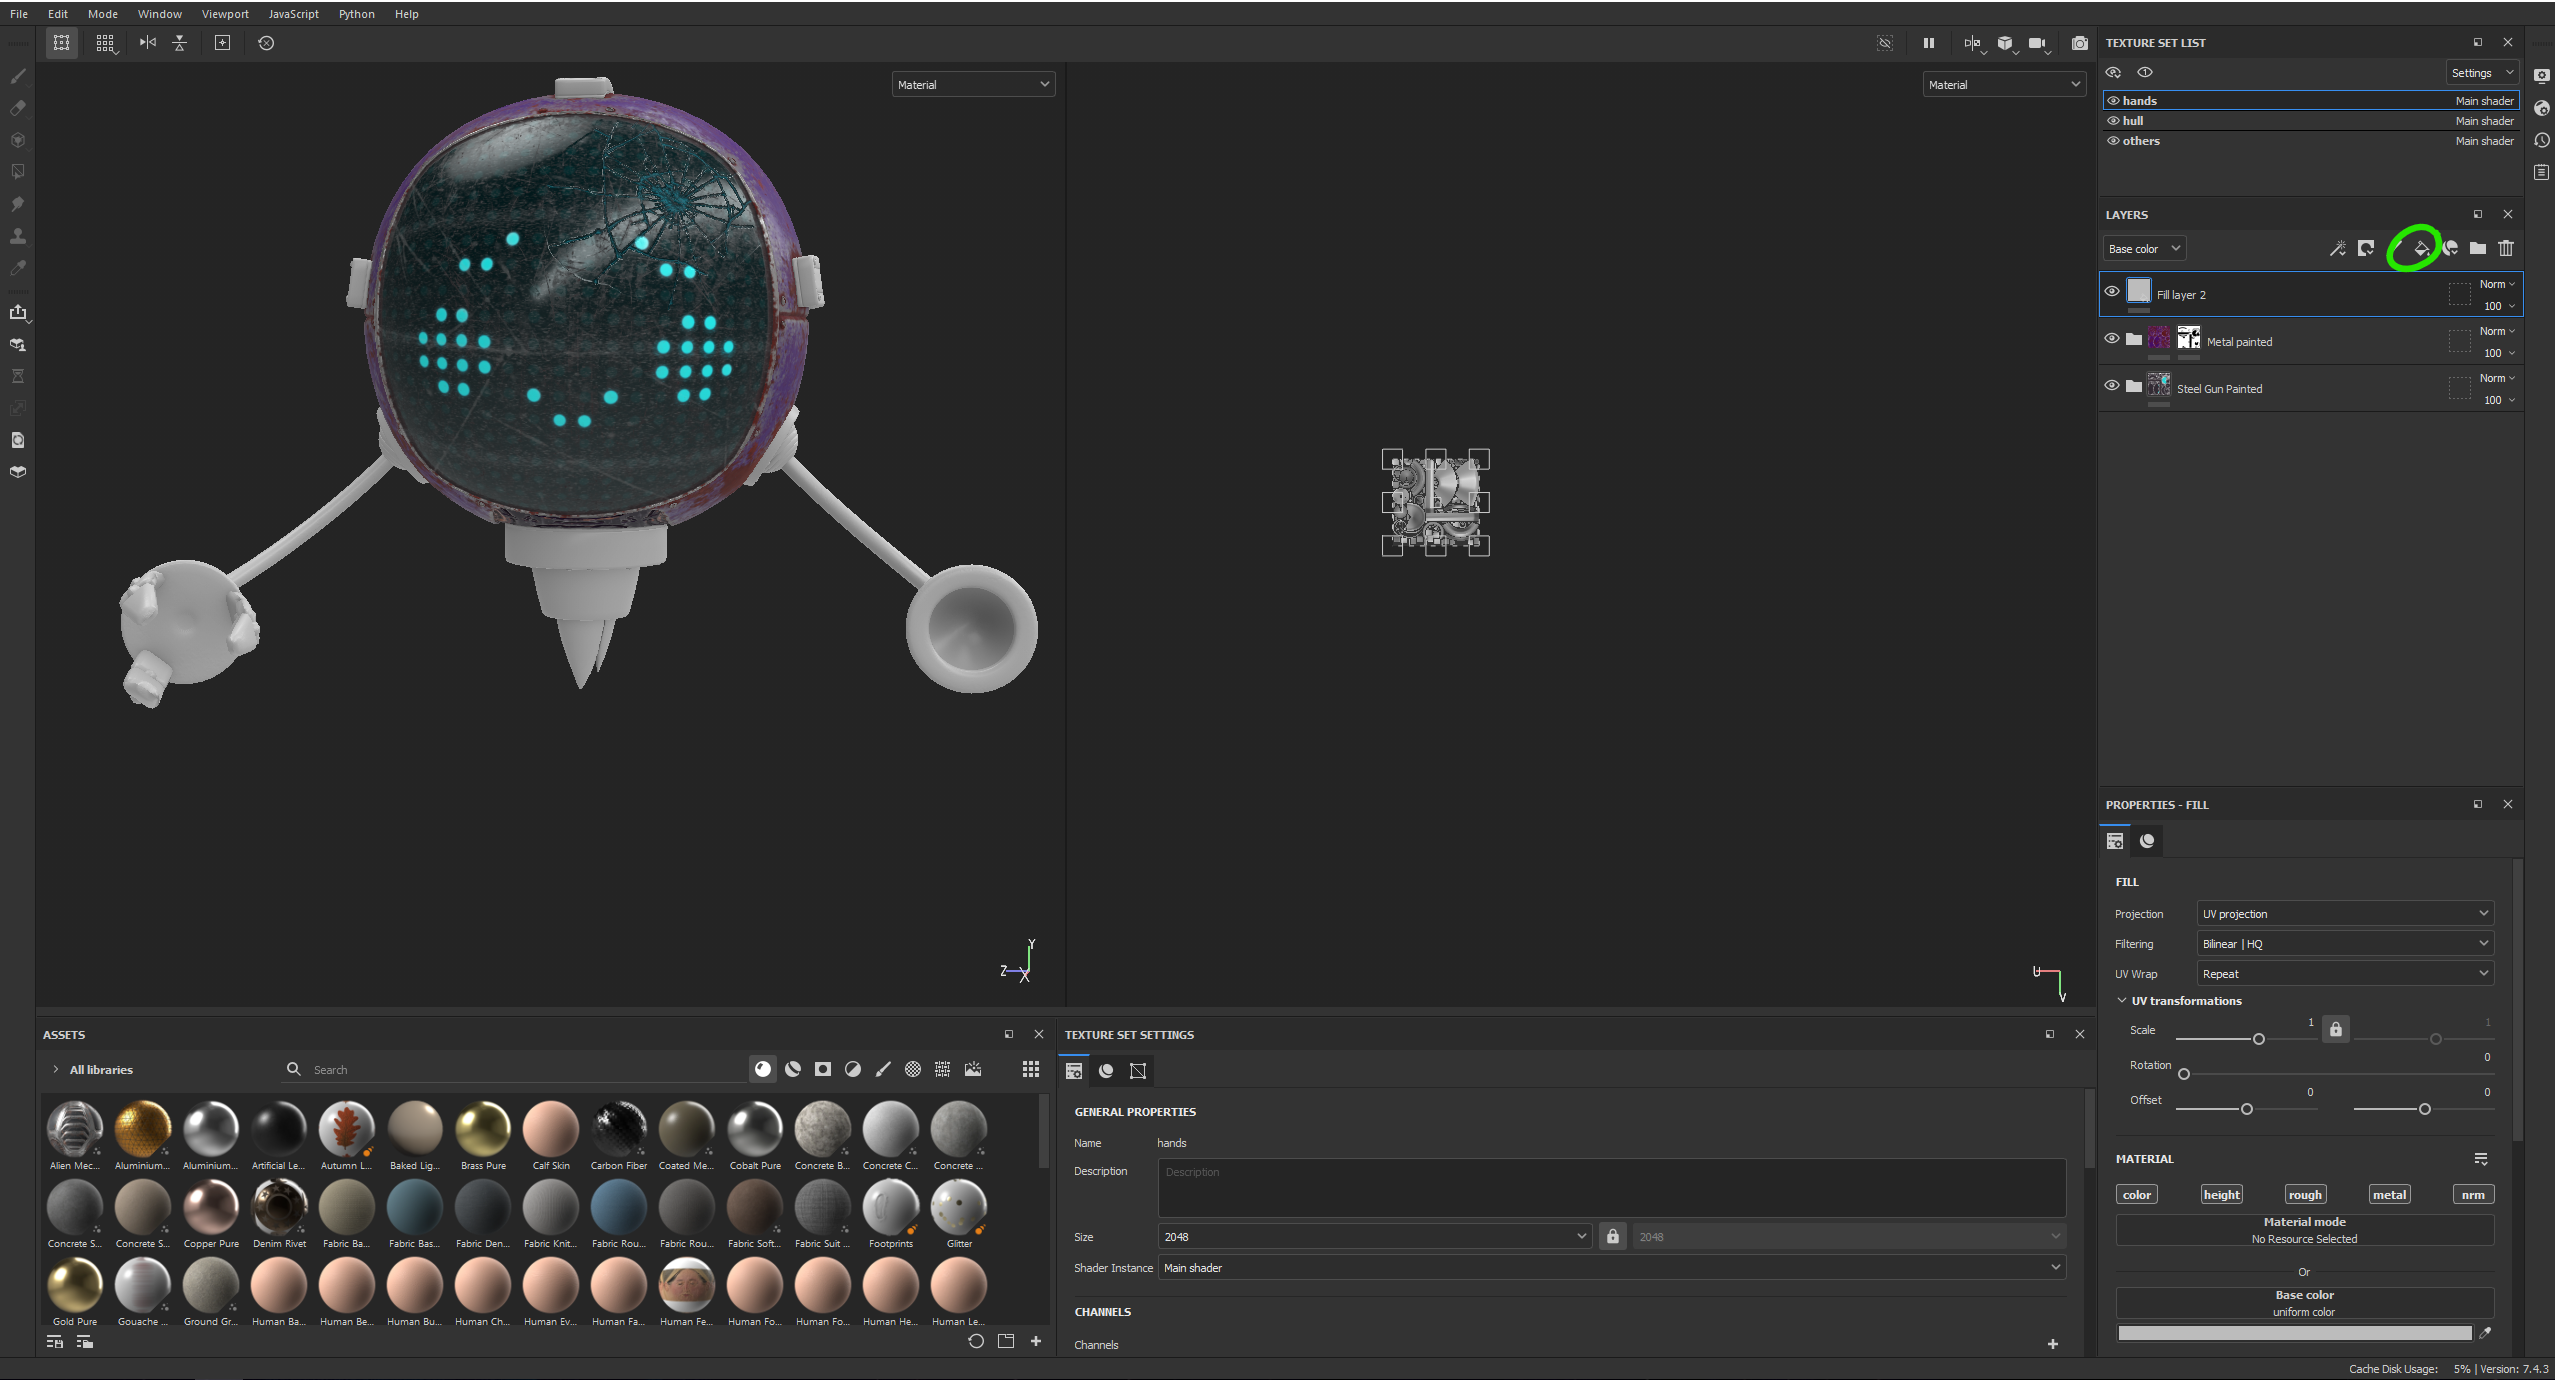 File Edit Mode Window Viewport JavaScript Python Help
Material
Material
Y
Z
X
U
V
TEXTURE SET LIST
Settings
hands Main shader
hull Main shader
others Main shader
LAYERS
Base color
Fill layer 2 Norm
100
Metal painted Norm
100
Steel Gun Painted Norm
100
PROPERTIES - FILL
FILL
Projection UV projection
Filtering Bilinear | HQ
UV Wrap Repeat
UV transformations
Scale 1 1
Rotation 0
Offset 0 0
MATERIAL
color height rough metal nrm
Material mode
No Resource Selected
Or
Base color
uniform color
ASSETS
All libraries Search
Alien Mec... Aluminium... Aluminium... Artificial Le... Autumn L... Baked Lig... Brass Pure Calf Skin Carbon Fiber Coated Me... Cobalt Pure Concrete B... Concrete C... Concrete ...
Concrete S... Concrete S... Copper Pure Denim Rivet Fabric Ba... Fabric Bas... Fabric Den... Fabric Knit... Fabric Rou... Fabric Rou... Fabric Soft... Fabric Suit ... Footprints Glitter
Gold Pure Gouache ... Ground Gr... Human Ba... Human Be... Human Bu... Human Ch... Human Ev... Human Fa... Human Fe... Human Fo... Human Fo... Human He... Human Le...
TEXTURE SET SETTINGS
GENERAL PROPERTIES
Name hands
Description Description
Size 2048 2048
Shader Instance Main shader
CHANNELS
Channels
Cache Disk Usage: 5% | Version: 7.4.3